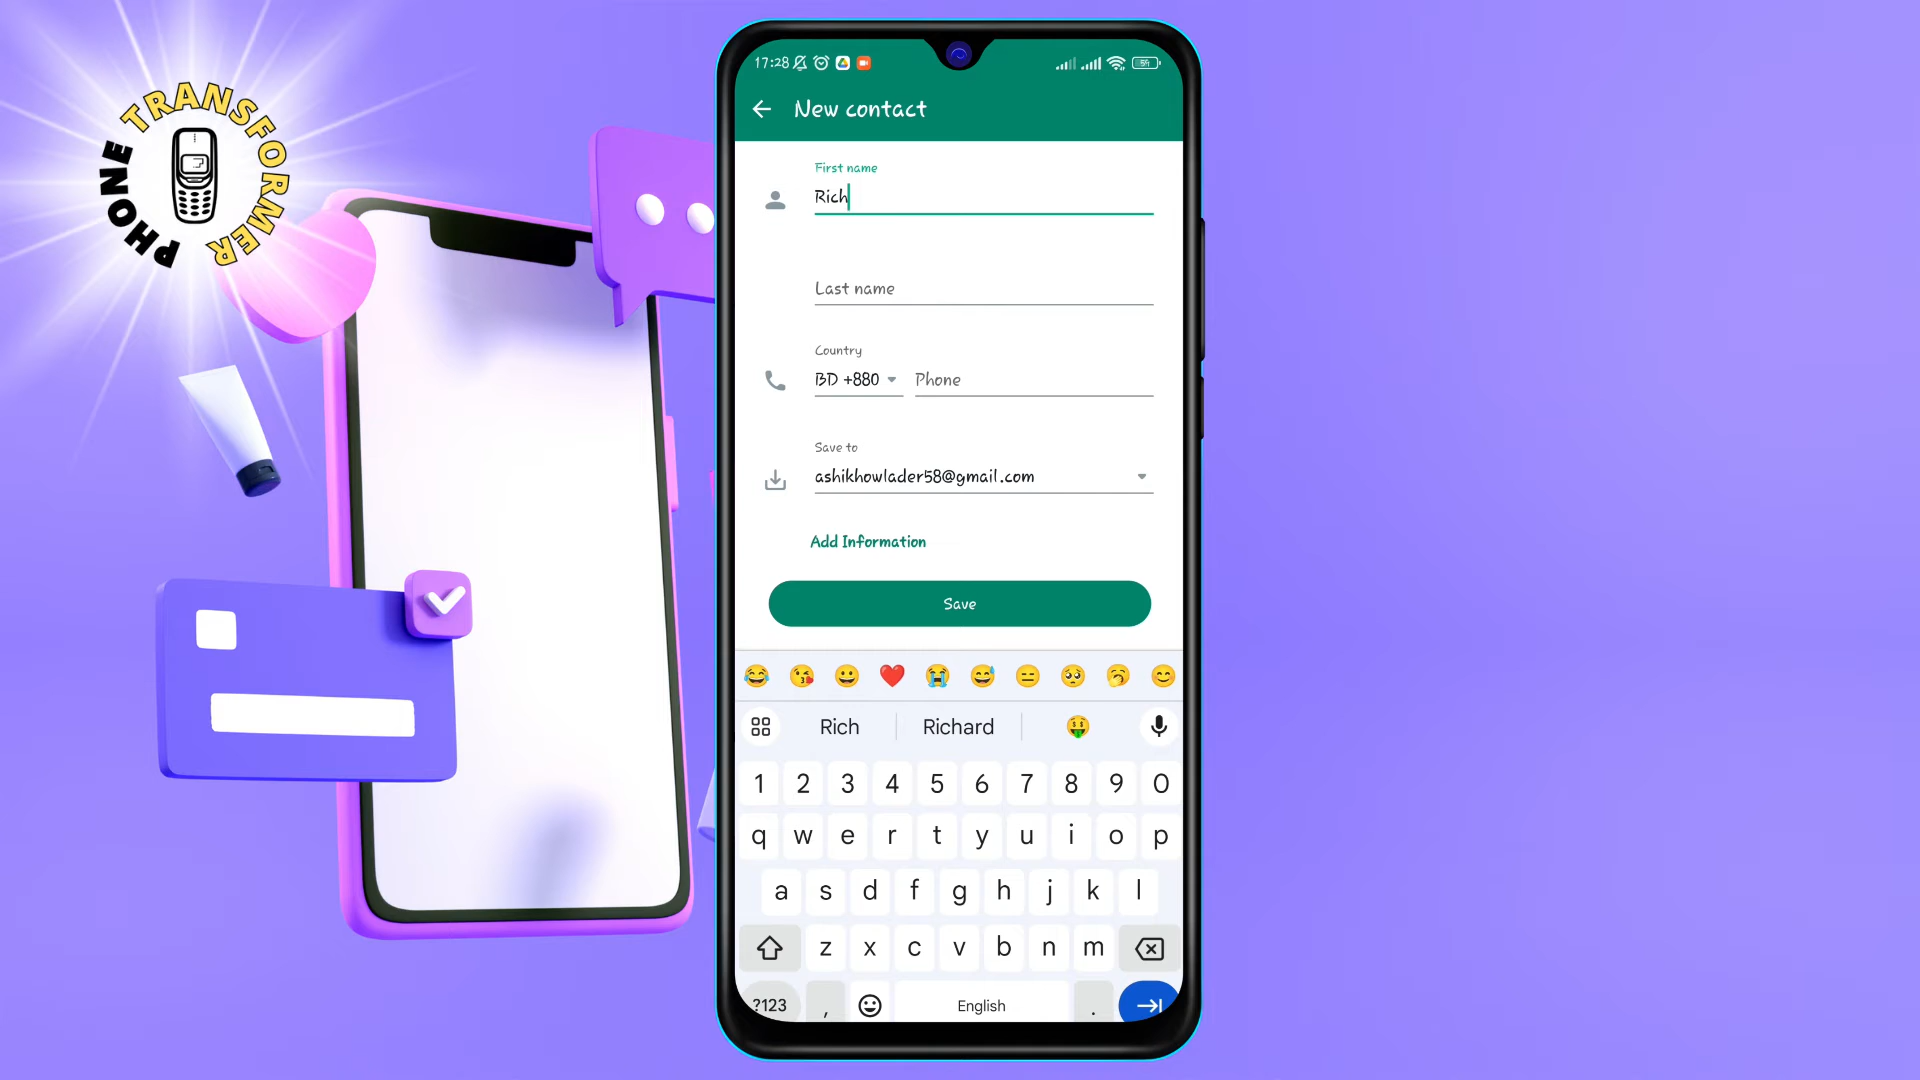 PHONE TRANSFORMER
17:28
54
New contact
First name
Rich
Last name
Country
BD +880 Phone
Save to
ashikhowlader58@gmail.com
Add Information
Save
Rich Richard
1 2 3 4 5 6 7 8 9 0
q w e r t y u i o p
a s d f g h j k l
z x c v b n m
?123 , English .